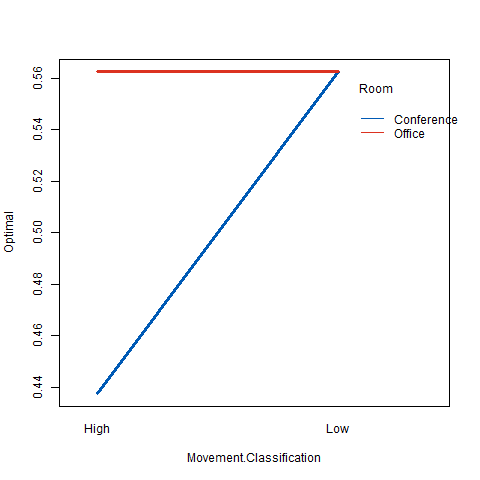 Optimal
0.56
0.54
0.52
0.50
0.48
0.46
0.44
Room
Conference
Office
High
Low
Movement.Classification